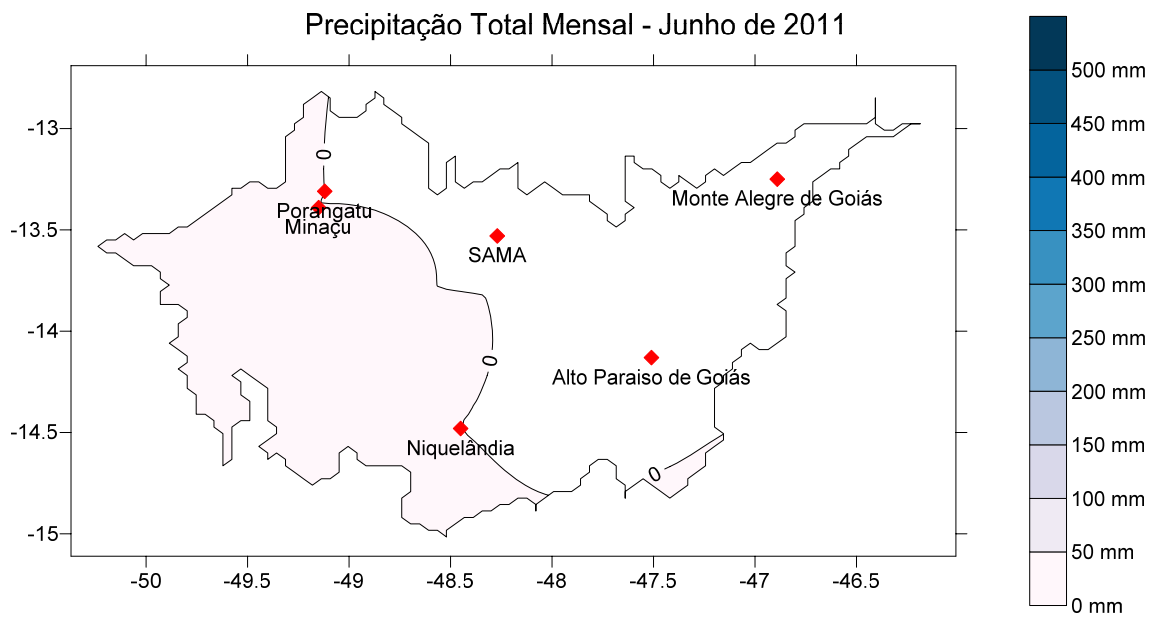 Precipitação Total Mensal - Junho de 2011
-13
-13.5
-14
-14.5
-15
-50
-49.5
-49
-48.5
-48
-47.5
-47
-46.5
0
Porangatu
Minaçu
Monte Alegre de Goiás
SAMA
0
Alto Paraiso de Goiás
Niquelândia
0
500 mm
450 mm
400 mm
350 mm
300 mm
250 mm
200 mm
150 mm
100 mm
50 mm
0 mm